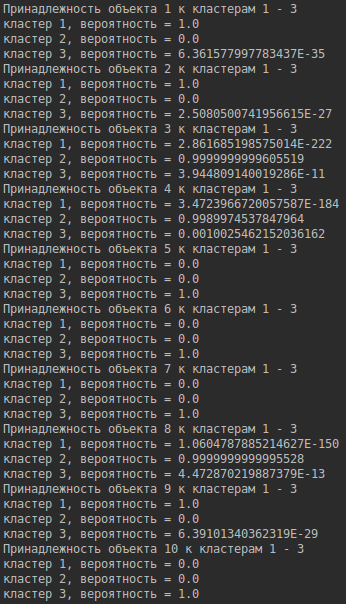 Принадлежность объекта 1 к кластерам 1 - 3
кластер 1, вероятность = 1.0
кластер 2, вероятность = 0.0
кластер 3, вероятность = 6.361577997783437E-35
Принадлежность объекта 2 к кластерам 1 - 3
кластер 1, вероятность = 1.0
кластер 2, вероятность = 0.0
кластер 3, вероятность = 2.5080500741956615E-27
Принадлежность объекта 3 к кластерам 1 - 3
кластер 1, вероятность = 2.861685198575014E-222
кластер 2, вероятность = 0.9999999999605519
кластер 3, вероятность = 3.944809140019286E-11
Принадлежность объекта 4 к кластерам 1 - 3
кластер 1, вероятность = 3.4723966720057587E-184
кластер 2, вероятность = 0.9989974537847964
кластер 3, вероятность = 0.0010025462152036162
Принадлежность объекта 5 к кластерам 1 - 3
кластер 1, вероятность = 0.0
кластер 2, вероятность = 0.0
кластер 3, вероятность = 1.0
Принадлежность объекта 6 к кластерам 1 - 3
кластер 1, вероятность = 0.0
кластер 2, вероятность = 0.0
кластер 3, вероятность = 1.0
Принадлежность объекта 7 к кластерам 1 - 3
кластер 1, вероятность = 0.0
кластер 2, вероятность = 0.0
кластер 3, вероятность = 1.0
Принадлежность объекта 8 к кластерам 1 - 3
кластер 1, вероятность = 1.0604787885214627E-150
кластер 2, вероятность = 0.9999999999995528
кластер 3, вероятность = 4.472870219887379E-13
Принадлежность объекта 9 к кластерам 1 - 3
кластер 1, вероятность = 1.0
кластер 2, вероятность = 0.0
кластер 3, вероятность = 6.39101340362319E-29
Принадлежность объекта 10 к кластерам 1 - 3
кластер 1, вероятность = 0.0
кластер 2, вероятность = 0.0
кластер 3, вероятность = 1.0